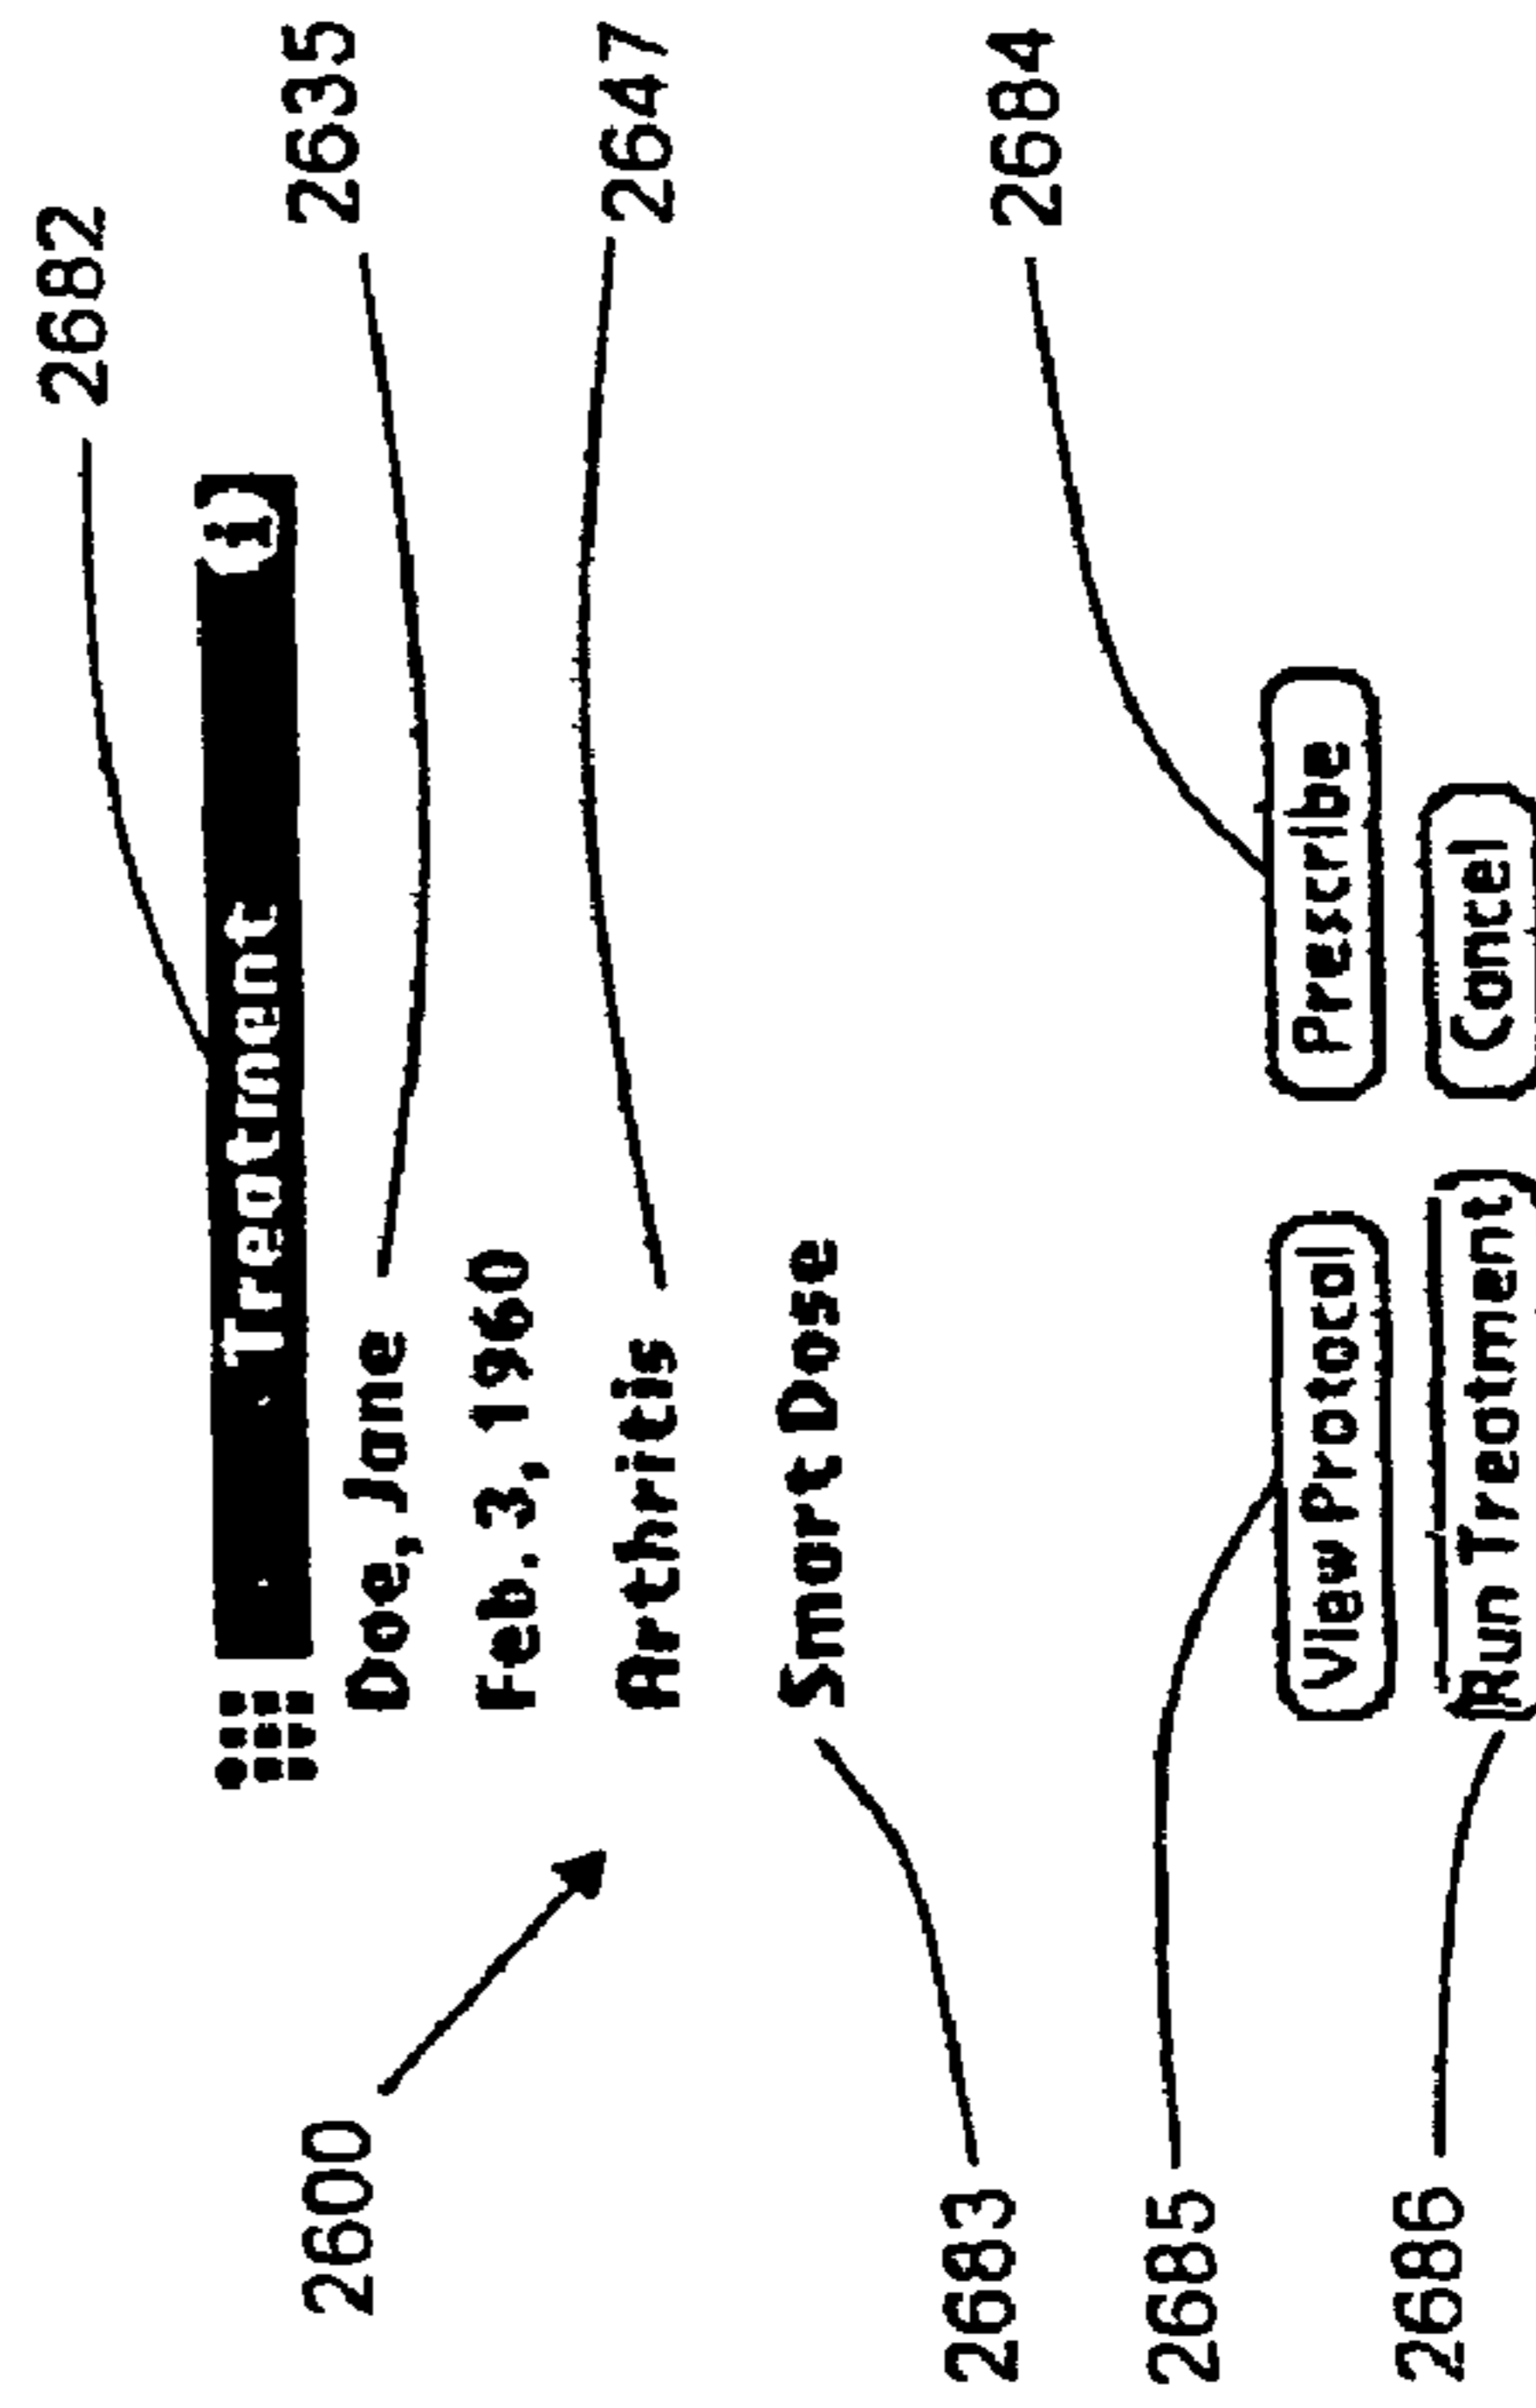 2682
Treatment i
2635
2600
Doe, Jane
Feb. 3, 1960
Arthritis
2647
Smart Dose
2683
2684
2685
View Protocal
Prescribe
2686
Run Treatment
Cancel